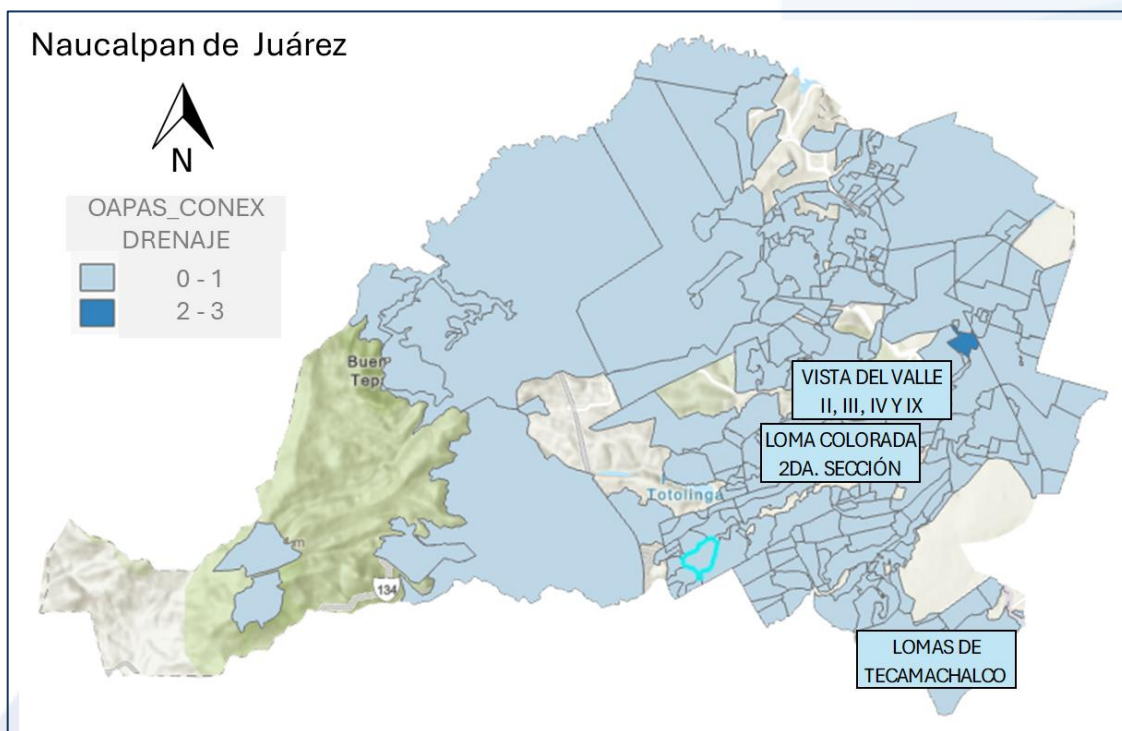 Naucalpan de Juárez
N
OAPAS_CONEX
DRENAJE
0 - 1
2 - 3
VISTA DEL VALLE
II, III, IV Y IX
LOMA COLORADA
2DA. SECCIÓN
Totolinga
134
LOMAS DE
TECAMACHALCO